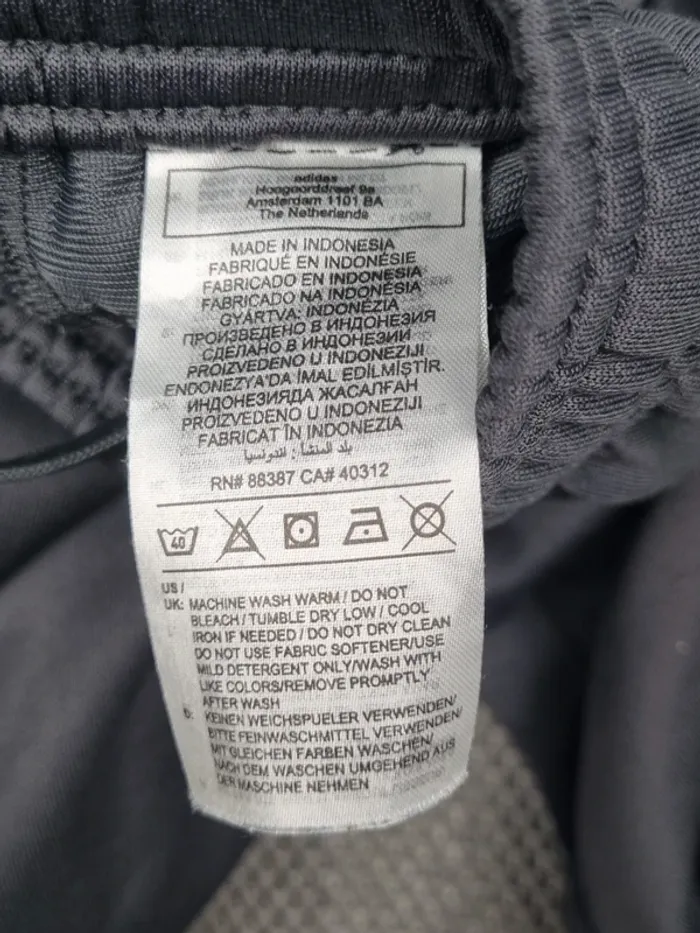 adidas
Hoogoorddreef 9a
Amsterdam 1101 BA
The Netherlands
MADE IN INDONESIA
FABRIQUÉ EN INDONÉSIE
FABRICADO EN INDONESIA
FABRICADO NA INDONÉSIA
GYÁRTVA: INDONÉZIA
ПРОИЗВЕДЕНО В ИНДОНЕЗИЯ
СДЕЛАНО В ИНДОНЕЗИИ
PROIZVEDENO U INDONEZIJI
ENDONEZYA'DA İMAL EDİLMİŞTİR.
ИНДОНЕЗИЯДА ЖАСАЛҒАН
PROIZVEDENO U INDONEZIJI
FABRICAT ÎN INDONEZIA
بلد المنشأ : اندونيسيا
RN# 88387 CA# 40312
40
US /
UK: MACHINE WASH WARM / DO NOT
BLEACH / TUMBLE DRY LOW / COOL
IRON IF NEEDED / DO NOT DRY CLEAN
DO NOT USE FABRIC SOFTENER/USE
MILD DETERGENT ONLY/WASH WITH
LIKE COLORS/REMOVE PROMPTLY
AFTER WASH
D: KEINEN WEICHSPUELER VERWENDEN/
BITTE FEINWASCHMITTEL VERWENDEN/
MIT GLEICHEN FARBEN WASCHEN/
NACH DEM WASCHEN UMGEHEND AUS
DER MASCHINE NEHMEN